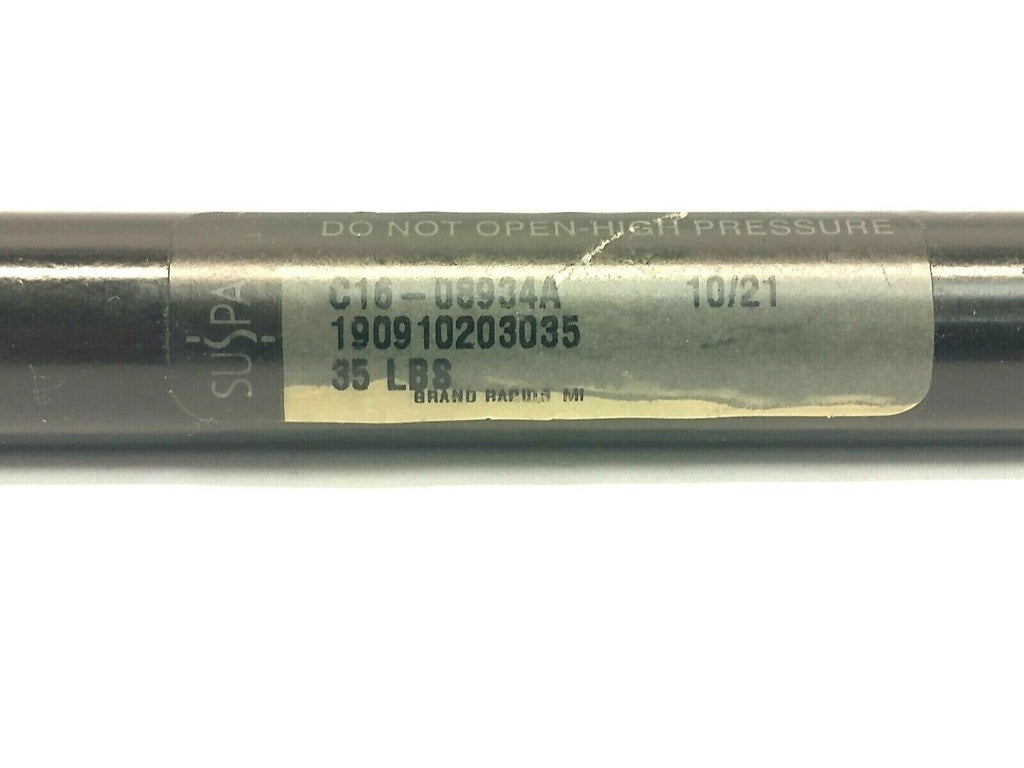 DO NOT OPEN-HIGH PRESSURE
SUSPA
C16-08934A 10/21
190910203035
35 LBS
GRAND RAPIDS MI